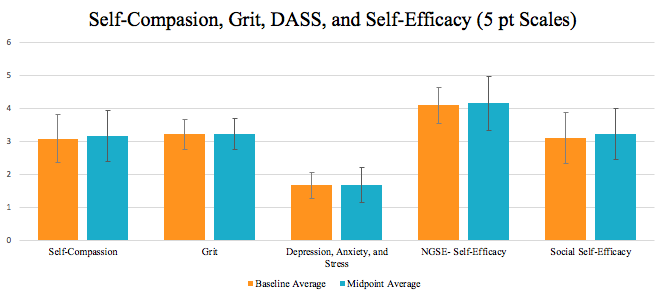 Self-Compasion, Grit, DASS, and Self-Efficacy (5 pt Scales)
6
5
4
3
2
1
0
Self-Compassion
Grit
Depression, Anxiety, and
Stress
NGSE- Self-Efficacy
Social Self-Efficacy
Baseline Average
Midpoint Average